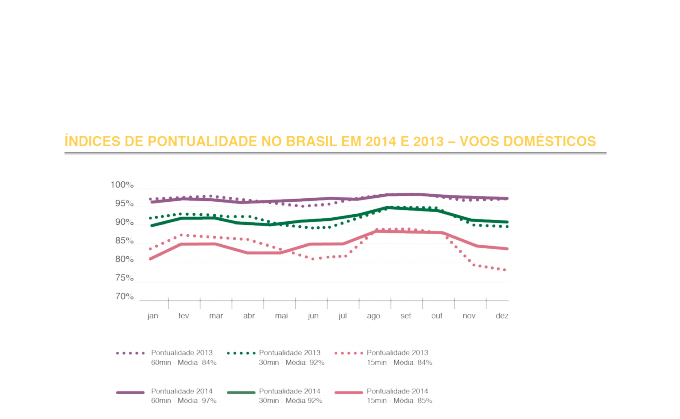 ÍNDICES DE PONTUALIDADE NO BRASIL EM 2014 E 2013 – VOOS DOMÉSTICOS
100%
95%
90%
85%
80%
75%
70%
jan fev mar abr mai jun jul ago set out nov dez
Pontualidade 2013 Pontualidade 2013 Pontualidade 2013
60min - Média 84% 30min - Média 92% 15min - Média 84%
Pontualidade 2014 Pontualidade 2014 Pontualidade 2014
60min - Média 97% 30min - Média 92% 15min - Média 85%